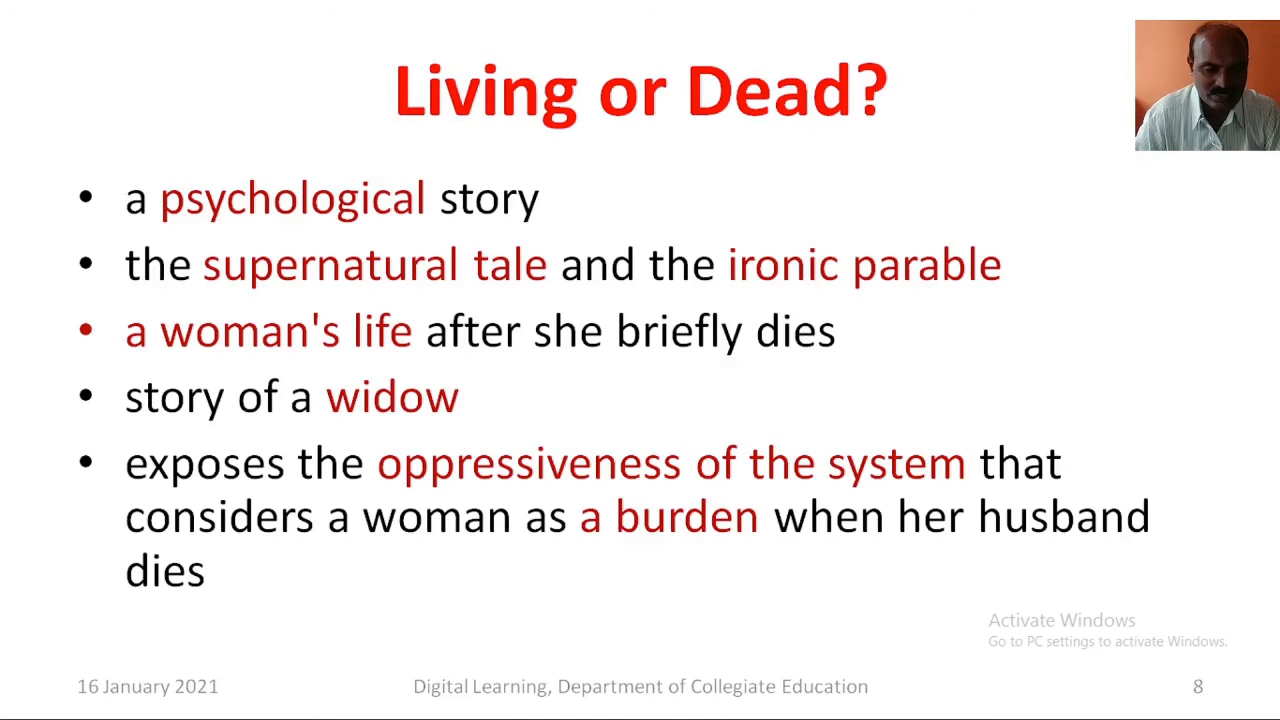 Living or Dead?
• a psychological story
• the supernatural tale and the ironic parable
• a woman's life after she briefly dies
• story of a widow
• exposes the oppressiveness of the system that
considers a woman as a burden when her husband
dies
Activate Windows
Go to PC settings to activate Windows.
16 January 2021
Digital Learning, Department of Collegiate Education
8